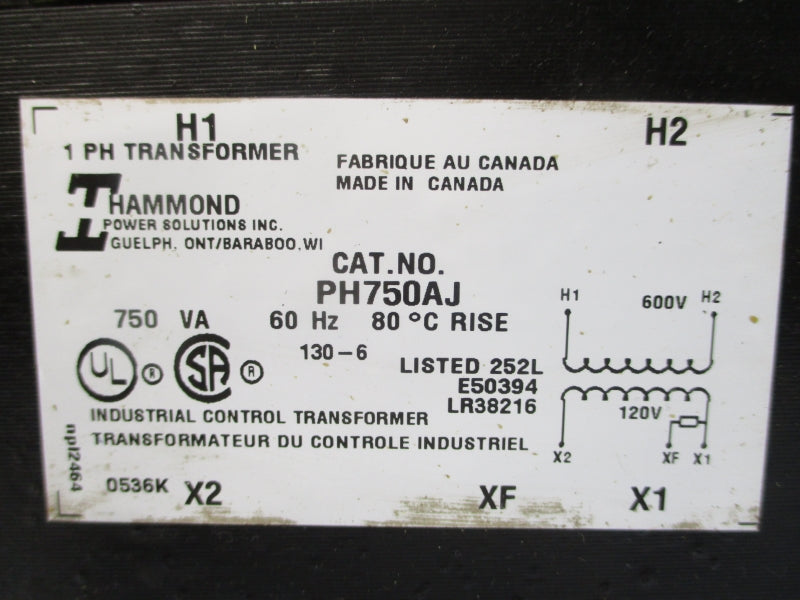 H1 H2
1 PH TRANSFORMER
FABRIQUE AU CANADA
MADE IN CANADA
HAMMOND
POWER SOLUTIONS INC.
GUELPH, ONT/BARABOO,WI
CAT.NO.
PH750AJ
750 VA 60 Hz 80 °C RISE
130-6
UL ® SA ®
LISTED 252L
E50394
LR38216
INDUSTRIAL CONTROL TRANSFORMER
TRANSFORMATEUR DU CONTROLE INDUSTRIEL
H1 600V H2
120V
X2 XF X1
npl2464
0536K X2 XF X1